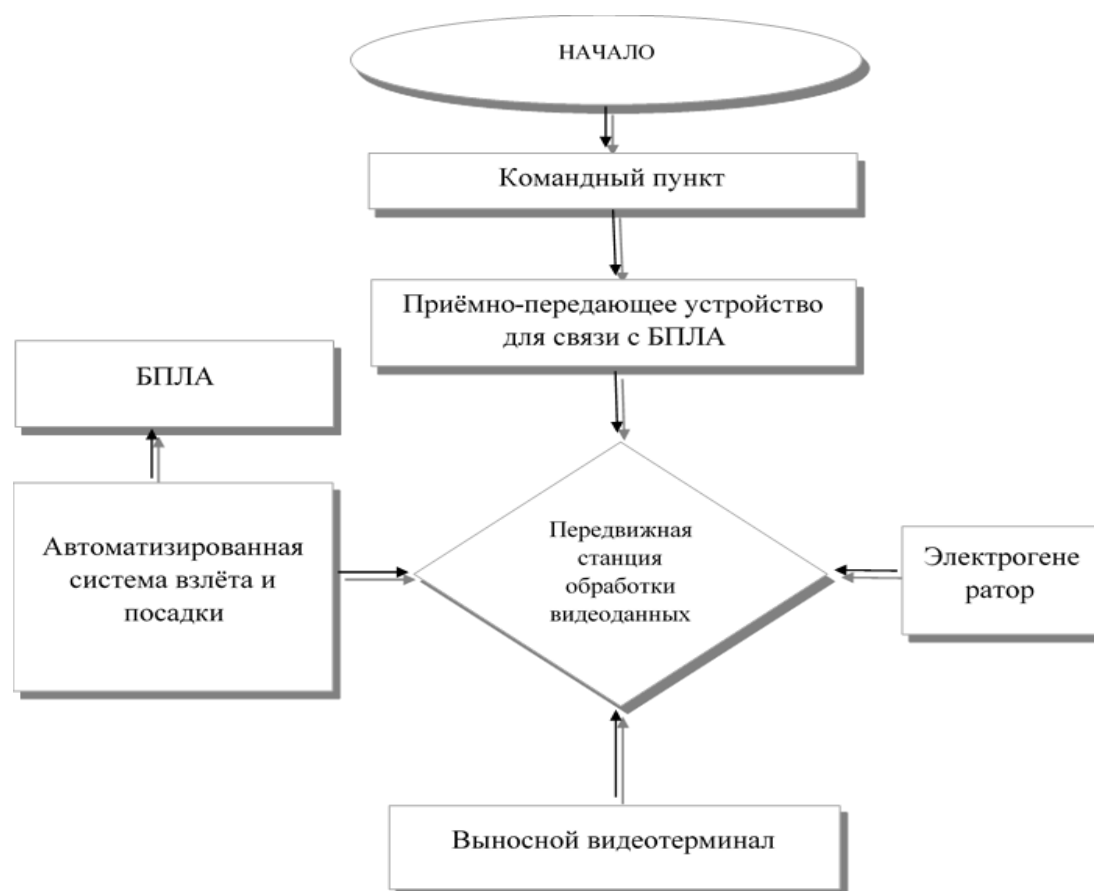 НАЧАЛО
Командный пункт
Приёмно-передающее устройство
для связи с БПЛА
БПЛА
Автоматизированная
система взлёта и
посадки
Передвижная
станция
обработки
видеоданных
Электрогене
ратор
Выносной видеотерминал